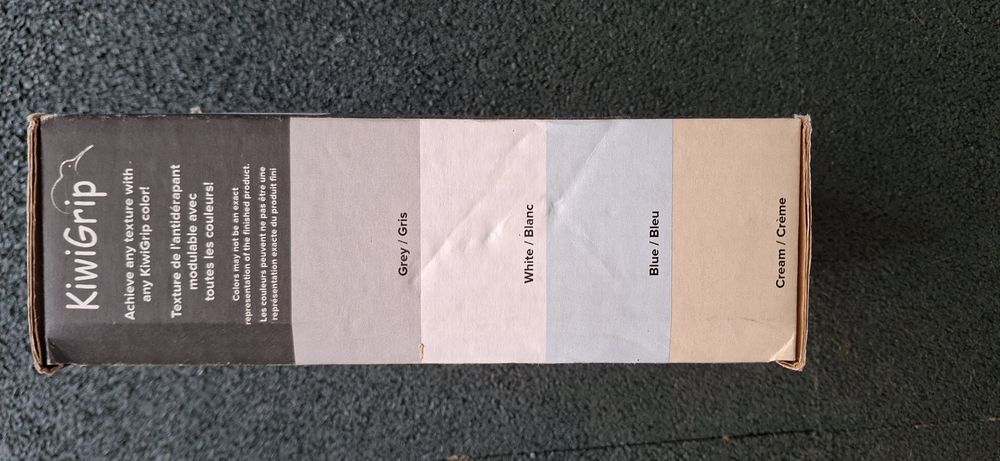 KiwiGrip
Achieve any texture with
any KiwiGrip color!
Texture de l'antidérapant
modulable avec
toutes les couleurs!
Colors may not be an exact
representation of the finished product.
Les couleurs peuvent ne pas être une
représentation exacte du produit fini
Grey / Gris
White / Blanc
Blue / Bleu
Cream / Crème